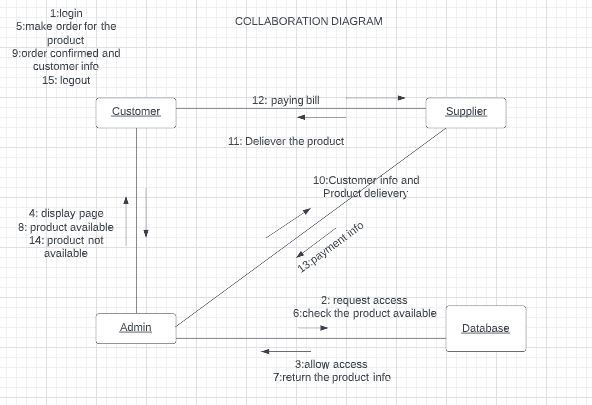 1:login
5:make order for the
product
9:order confirmed and
customer info
15: logout
COLLABORATION DIAGRAM
Customer
12: paying bill
Supplier
11: Deliever the product
10:Customer info and
Product delievery
4: display page
8: product available
14: product not
available
13:payment info
2: request access
6:check the product available
Admin
Database
3:allow access
7:return the product info